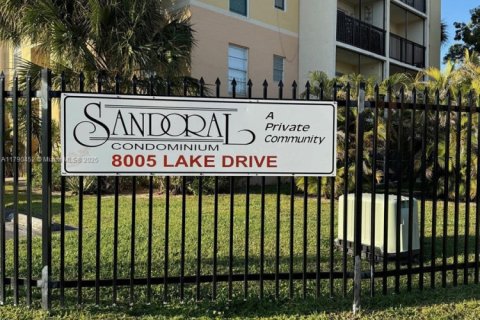 SANDORAL
CONDOMINIUM
8005 LAKE DRIVE
A
Private
Community